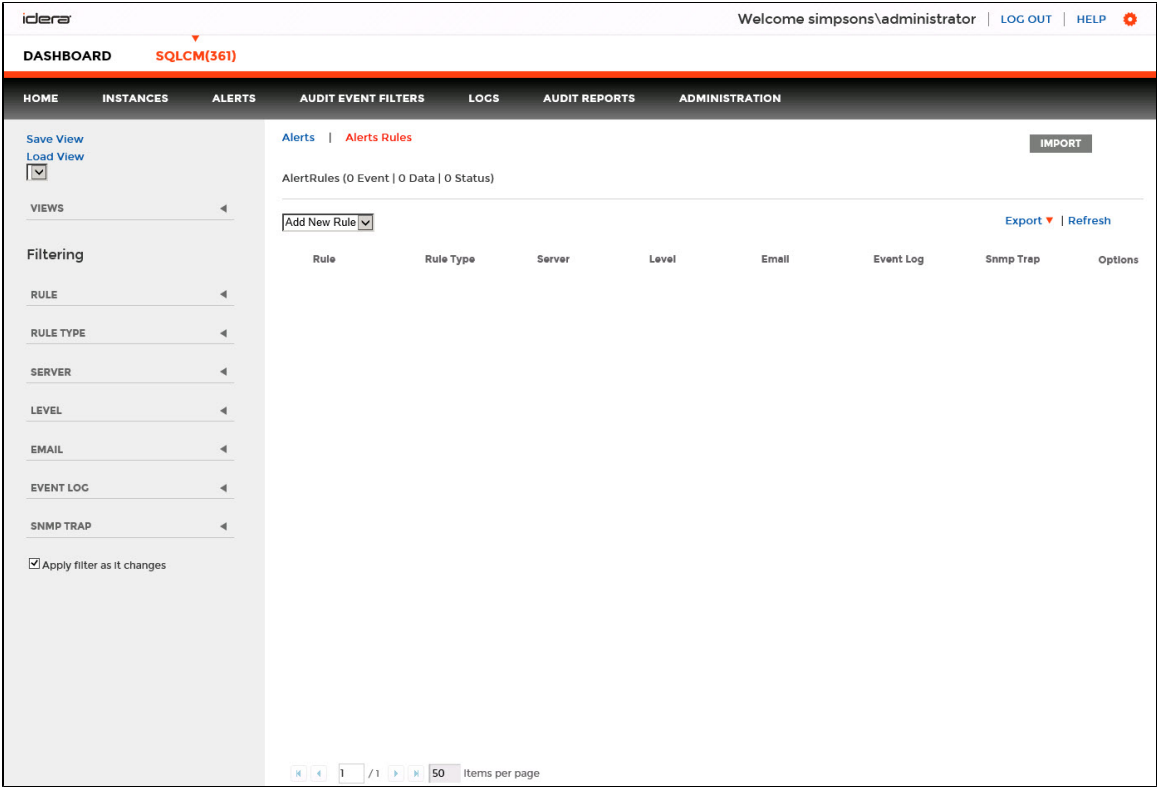 idera
Welcome simpsons\administrator | LOG OUT | HELP
DASHBOARD SQLCM(361)
HOME INSTANCES ALERTS AUDIT EVENT FILTERS LOGS AUDIT REPORTS ADMINISTRATION
Save View
Load View
VIEWS
Filtering
RULE
RULE TYPE
SERVER
LEVEL
EMAIL
EVENT LOG
SNMP TRAP
Apply filter as it changes
Alerts | Alerts Rules
IMPORT
AlertRules (0 Event | 0 Data | 0 Status)
Add New Rule
Export | Refresh
Rule Rule Type Server Level Email Event Log Snmp Trap Options
1 / 1 50 Items per page